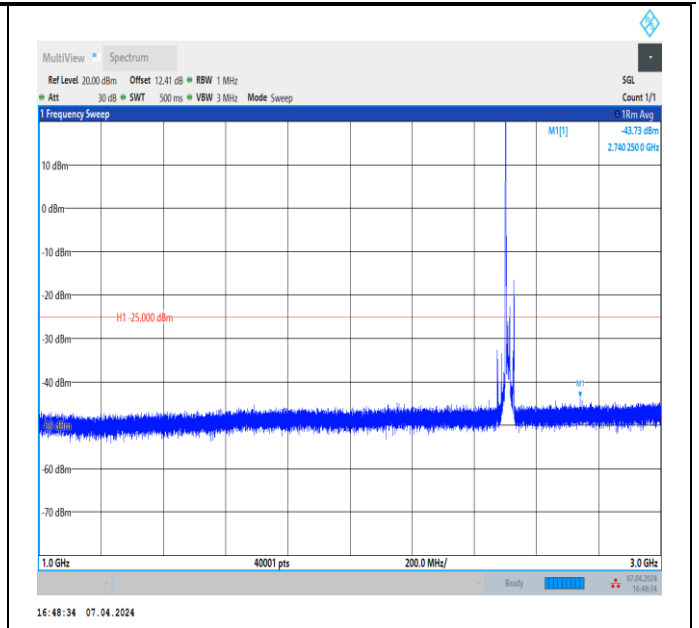 MultiView Spectrum
Ref Level 20.00 dBm Offset 12.41 dB RBW 1 MHz SGL
Att 30 dB SWT 500 ms VBW 3 MHz Mode Sweep Count 1/1
1 Frequency Sweep 1Rm Avg
M1[1] -43.73 dBm
2.740 250 0 GHz
10 dBm
0 dBm
-10 dBm
-20 dBm
H1 -25.000 dBm
-30 dBm
-40 dBm
M1
-50 dBm
-60 dBm
-70 dBm
1.0 GHz 40001 pts 200.0 MHz/ 3.0 GHz
Ready 07.04.2024
16:48:34
16:48:34 07.04.2024